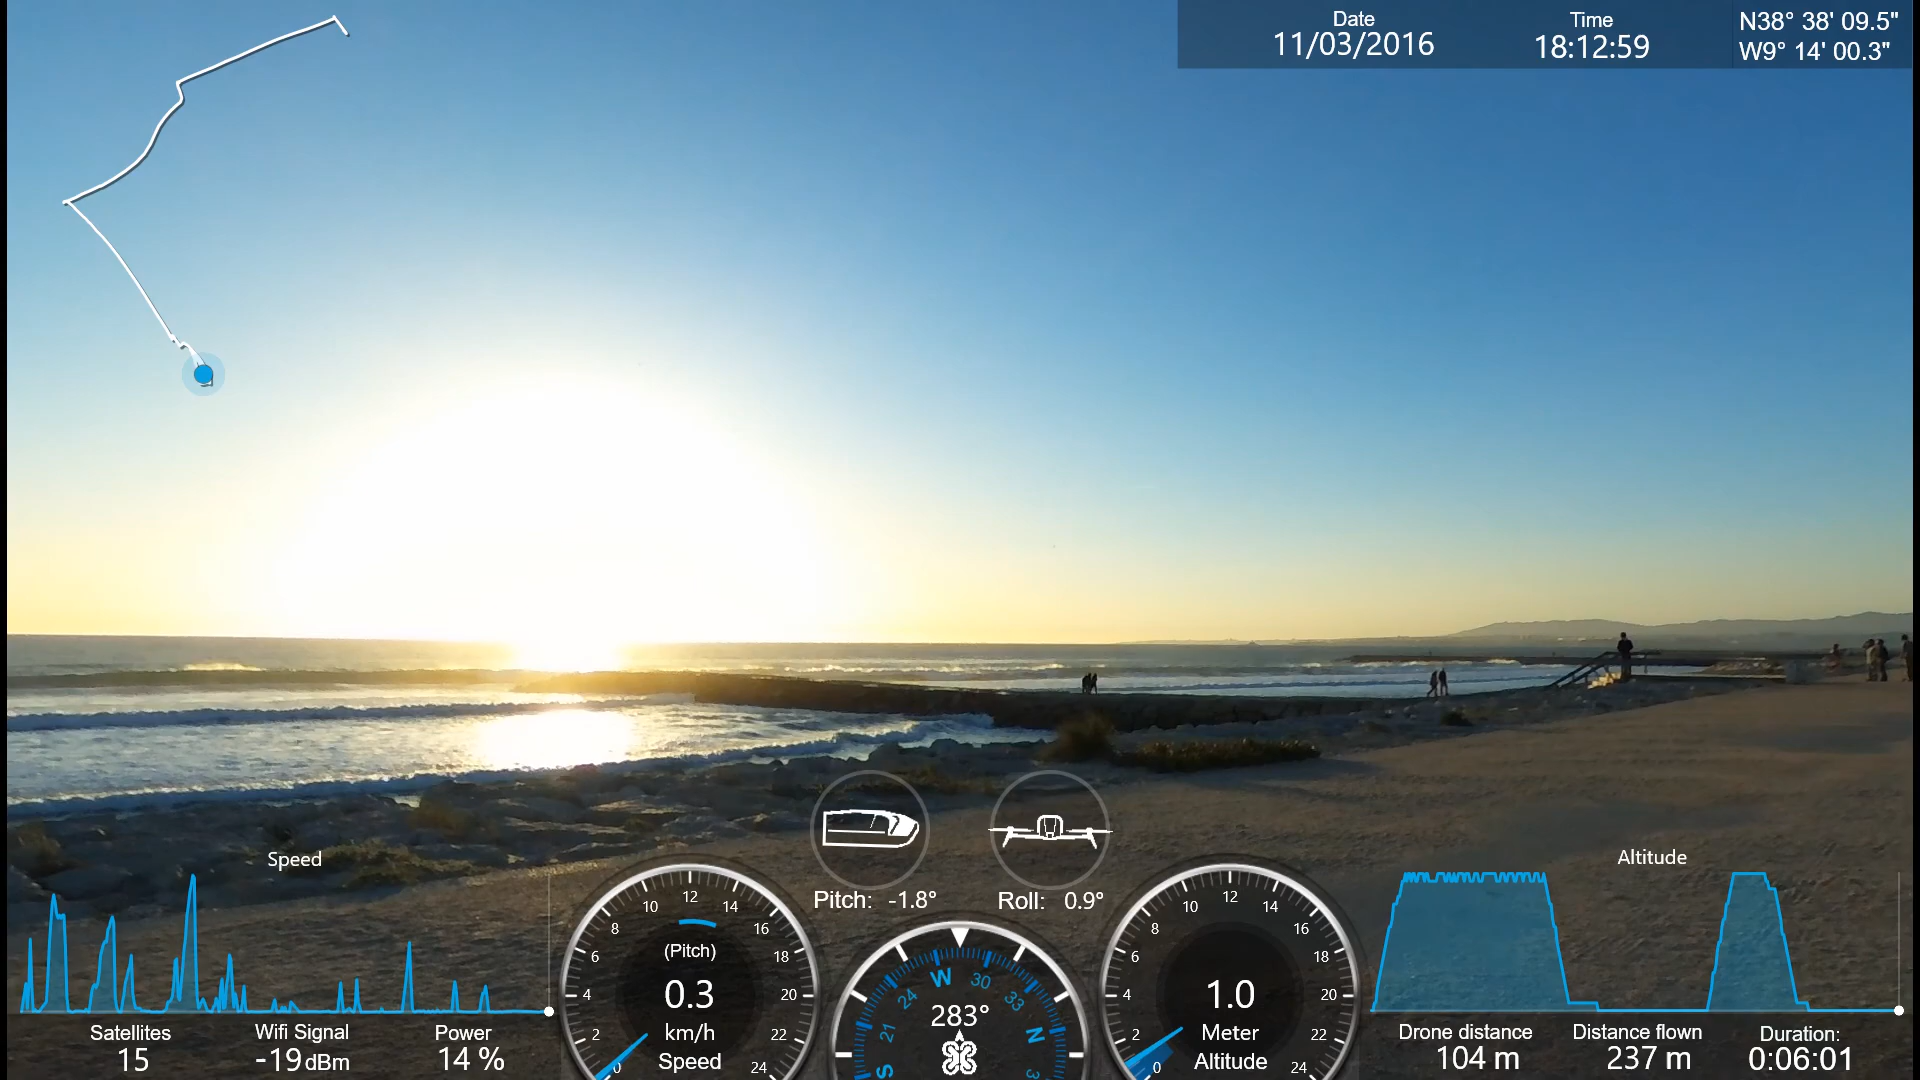 Date
11/03/2016
Time
18:12:59
N38° 38' 09.5"
W9° 14' 00.3"
Speed
Satellites
15
Wifi Signal
-19 dBm
Power
14 %
0 2 4 6 8 10 12 14 16 18 20 22 24
(Pitch)
0.3
km/h
Speed
Pitch: -1.8°
Roll: 0.9°
S 21 24 W 30 33 N 3
283°
0 2 4 6 8 10 12 14 16 18 20 22 24
1.0
Meter
Altitude
Altitude
Drone distance
104 m
Distance flown
237 m
Duration:
0:06:01